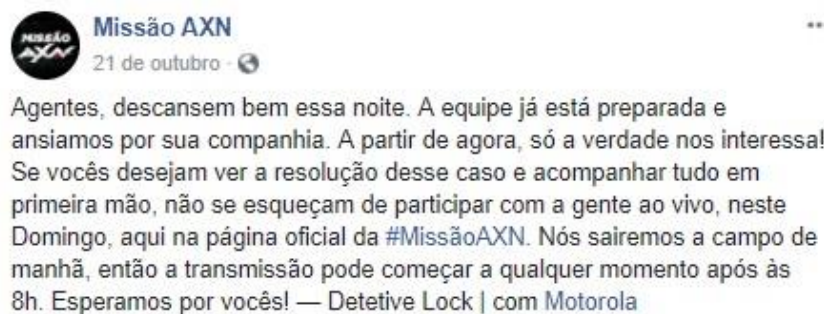 MISSÃO
AXN
Missão AXN
21 de outubro ·
Agentes, descansem bem essa noite. A equipe já está preparada e
ansiamos por sua companhia. A partir de agora, só a verdade nos interessa!
Se vocês desejam ver a resolução desse caso e acompanhar tudo em
primeira mão, não se esqueçam de participar com a gente ao vivo, neste
Domingo, aqui na página oficial da #MissãoAXN. Nós sairemos a campo de
manhã, então a transmissão pode começar a qualquer momento após às
8h. Esperamos por vocês! — Detetive Lock | com Motorola